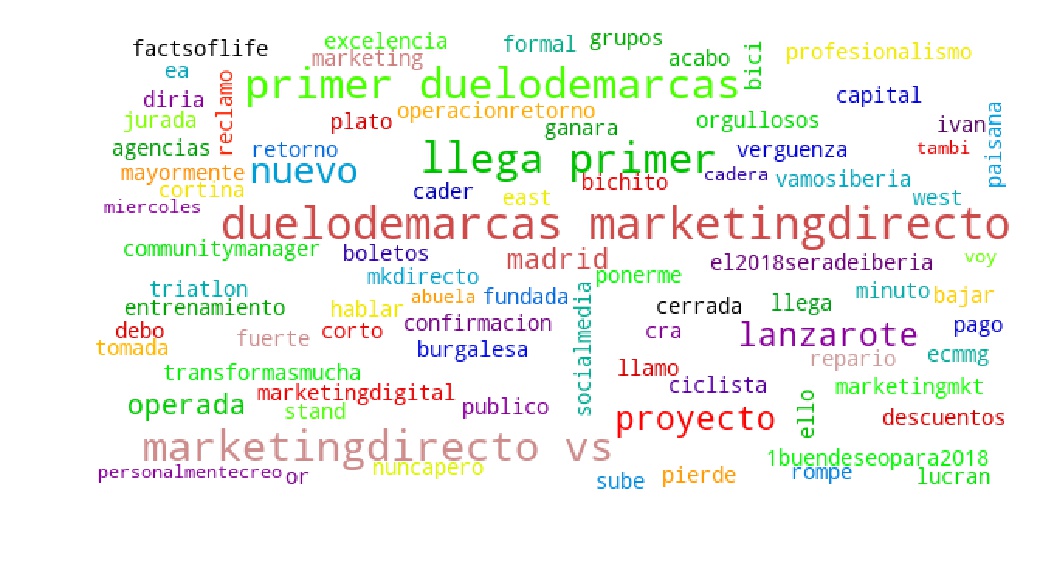 factsoflife
excelencia
formal
grupos
marketing
acabo
bici
profesionalismo
ea
reclamo
primer duelodemarcas
diria
capital
jurada
plato
operacionretorno
ganara
orgullosos
ivan
paisana
agencias
retorno
llega primer
verguenza
tambi
mayormente
nuevo
cortina
cader
east
bichito
cadera
vamosiberia
west
miercoles
duelodemarcas marketingdirecto
communitymanager
boletos
madrid
el2018seradeiberia
voy
mkdirecto
ponerme
triatlon
abuela
fundada
socialmedia
minuto
bajar
entrenamiento
hablar
cerrada
llega
debo
fuerte
corto
confirmacion
cra
lanzarote
pago
tomada
burgalesa
repario
ecmmg
transformasmucha
llamo
marketingdigital
ciclista
marketingmkt
operada
stand
publico
proyecto
ello
descuentos
marketingdirecto vs
nuncapero
1buendeseopara2018
personalmentecreo
or
sube
pierde
rompe
lucran